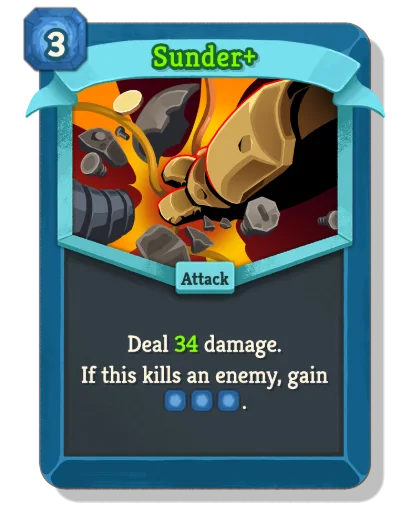 3
Sunder+
Attack
Deal 34 damage.
If this kills an enemy, gain
.